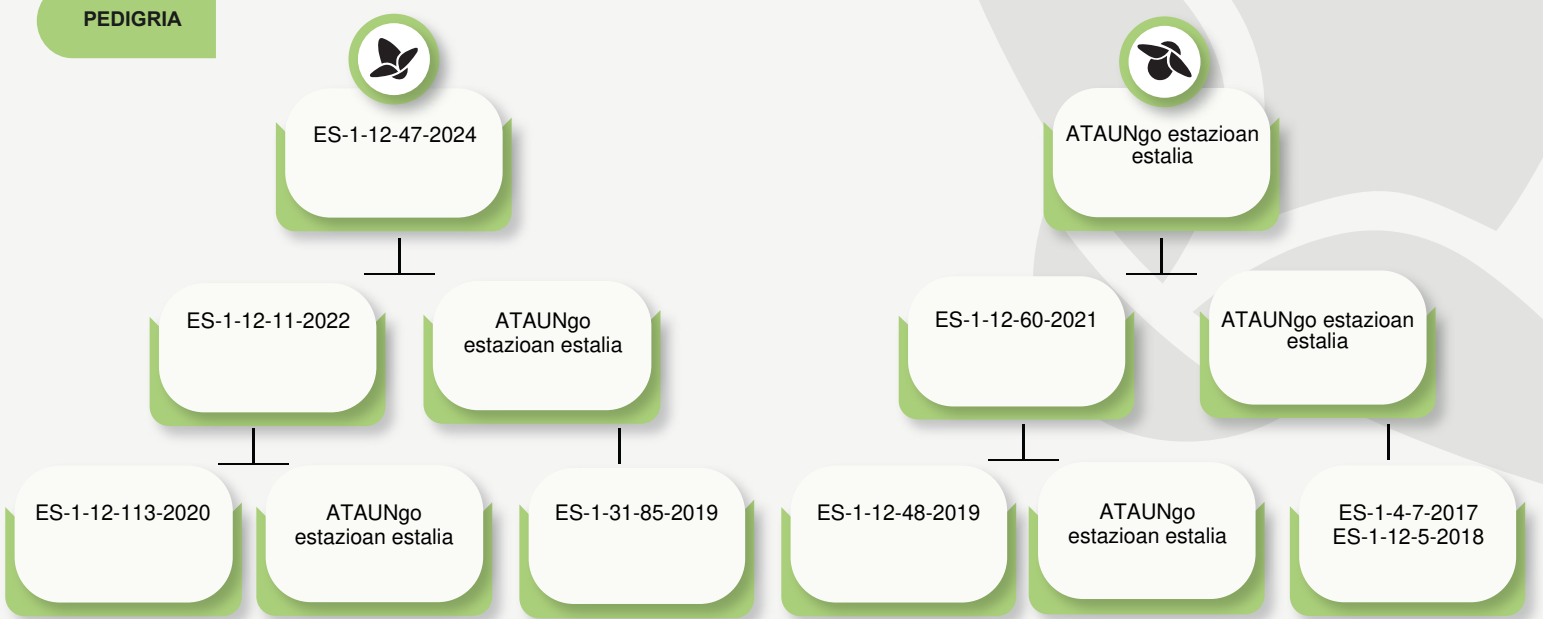 PEDIGRIA
ES-1-12-47-2024
ATAUNgo estazioan
estalia
ES-1-12-11-2022
ATAUNgo
estazioan estalia
ES-1-12-60-2021
ATAUNgo estazioan
estalia
ES-1-12-113-2020
ATAUNgo
estazioan estalia
ES-1-31-85-2019
ES-1-12-48-2019
ATAUNgo
estazioan estalia
ES-1-4-7-2017
ES-1-12-5-2018